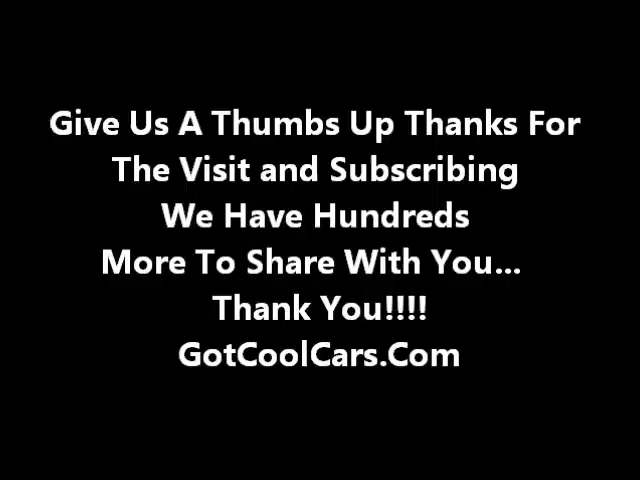 Give Us A Thumbs Up Thanks For
The Visit and Subscribing
We Have Hundreds
More To Share With You...
Thank You!!!!
GotCoolCars.Com